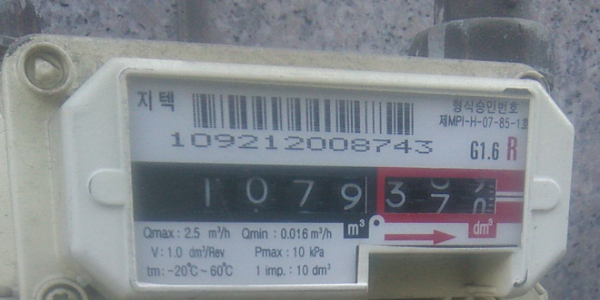 지텍
형식승인번호
제MPI-H-07-85-1호
109212008743
G1.6 R
1079 3
m³
dm³
Qmax : 2.5 m³/h Qmin : 0.016 m³/h
V : 1.0 dm³/Rev Pmax : 10 kPa
tm : -20℃ ~ 60℃ 1 imp. : 10 dm³